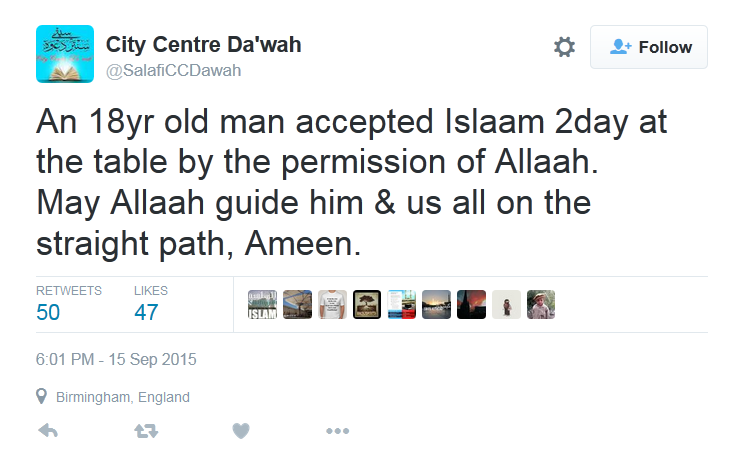 City Centre Da'wah
@SalafiCCDawah
Follow
An 18yr old man accepted Islaam 2day at
the table by the permission of Allaah.
May Allaah guide him & us all on the
straight path, Ameen.
RETWEETS LIKES
50 47
ISLAM
6:01 PM - 15 Sep 2015
Birmingham, England